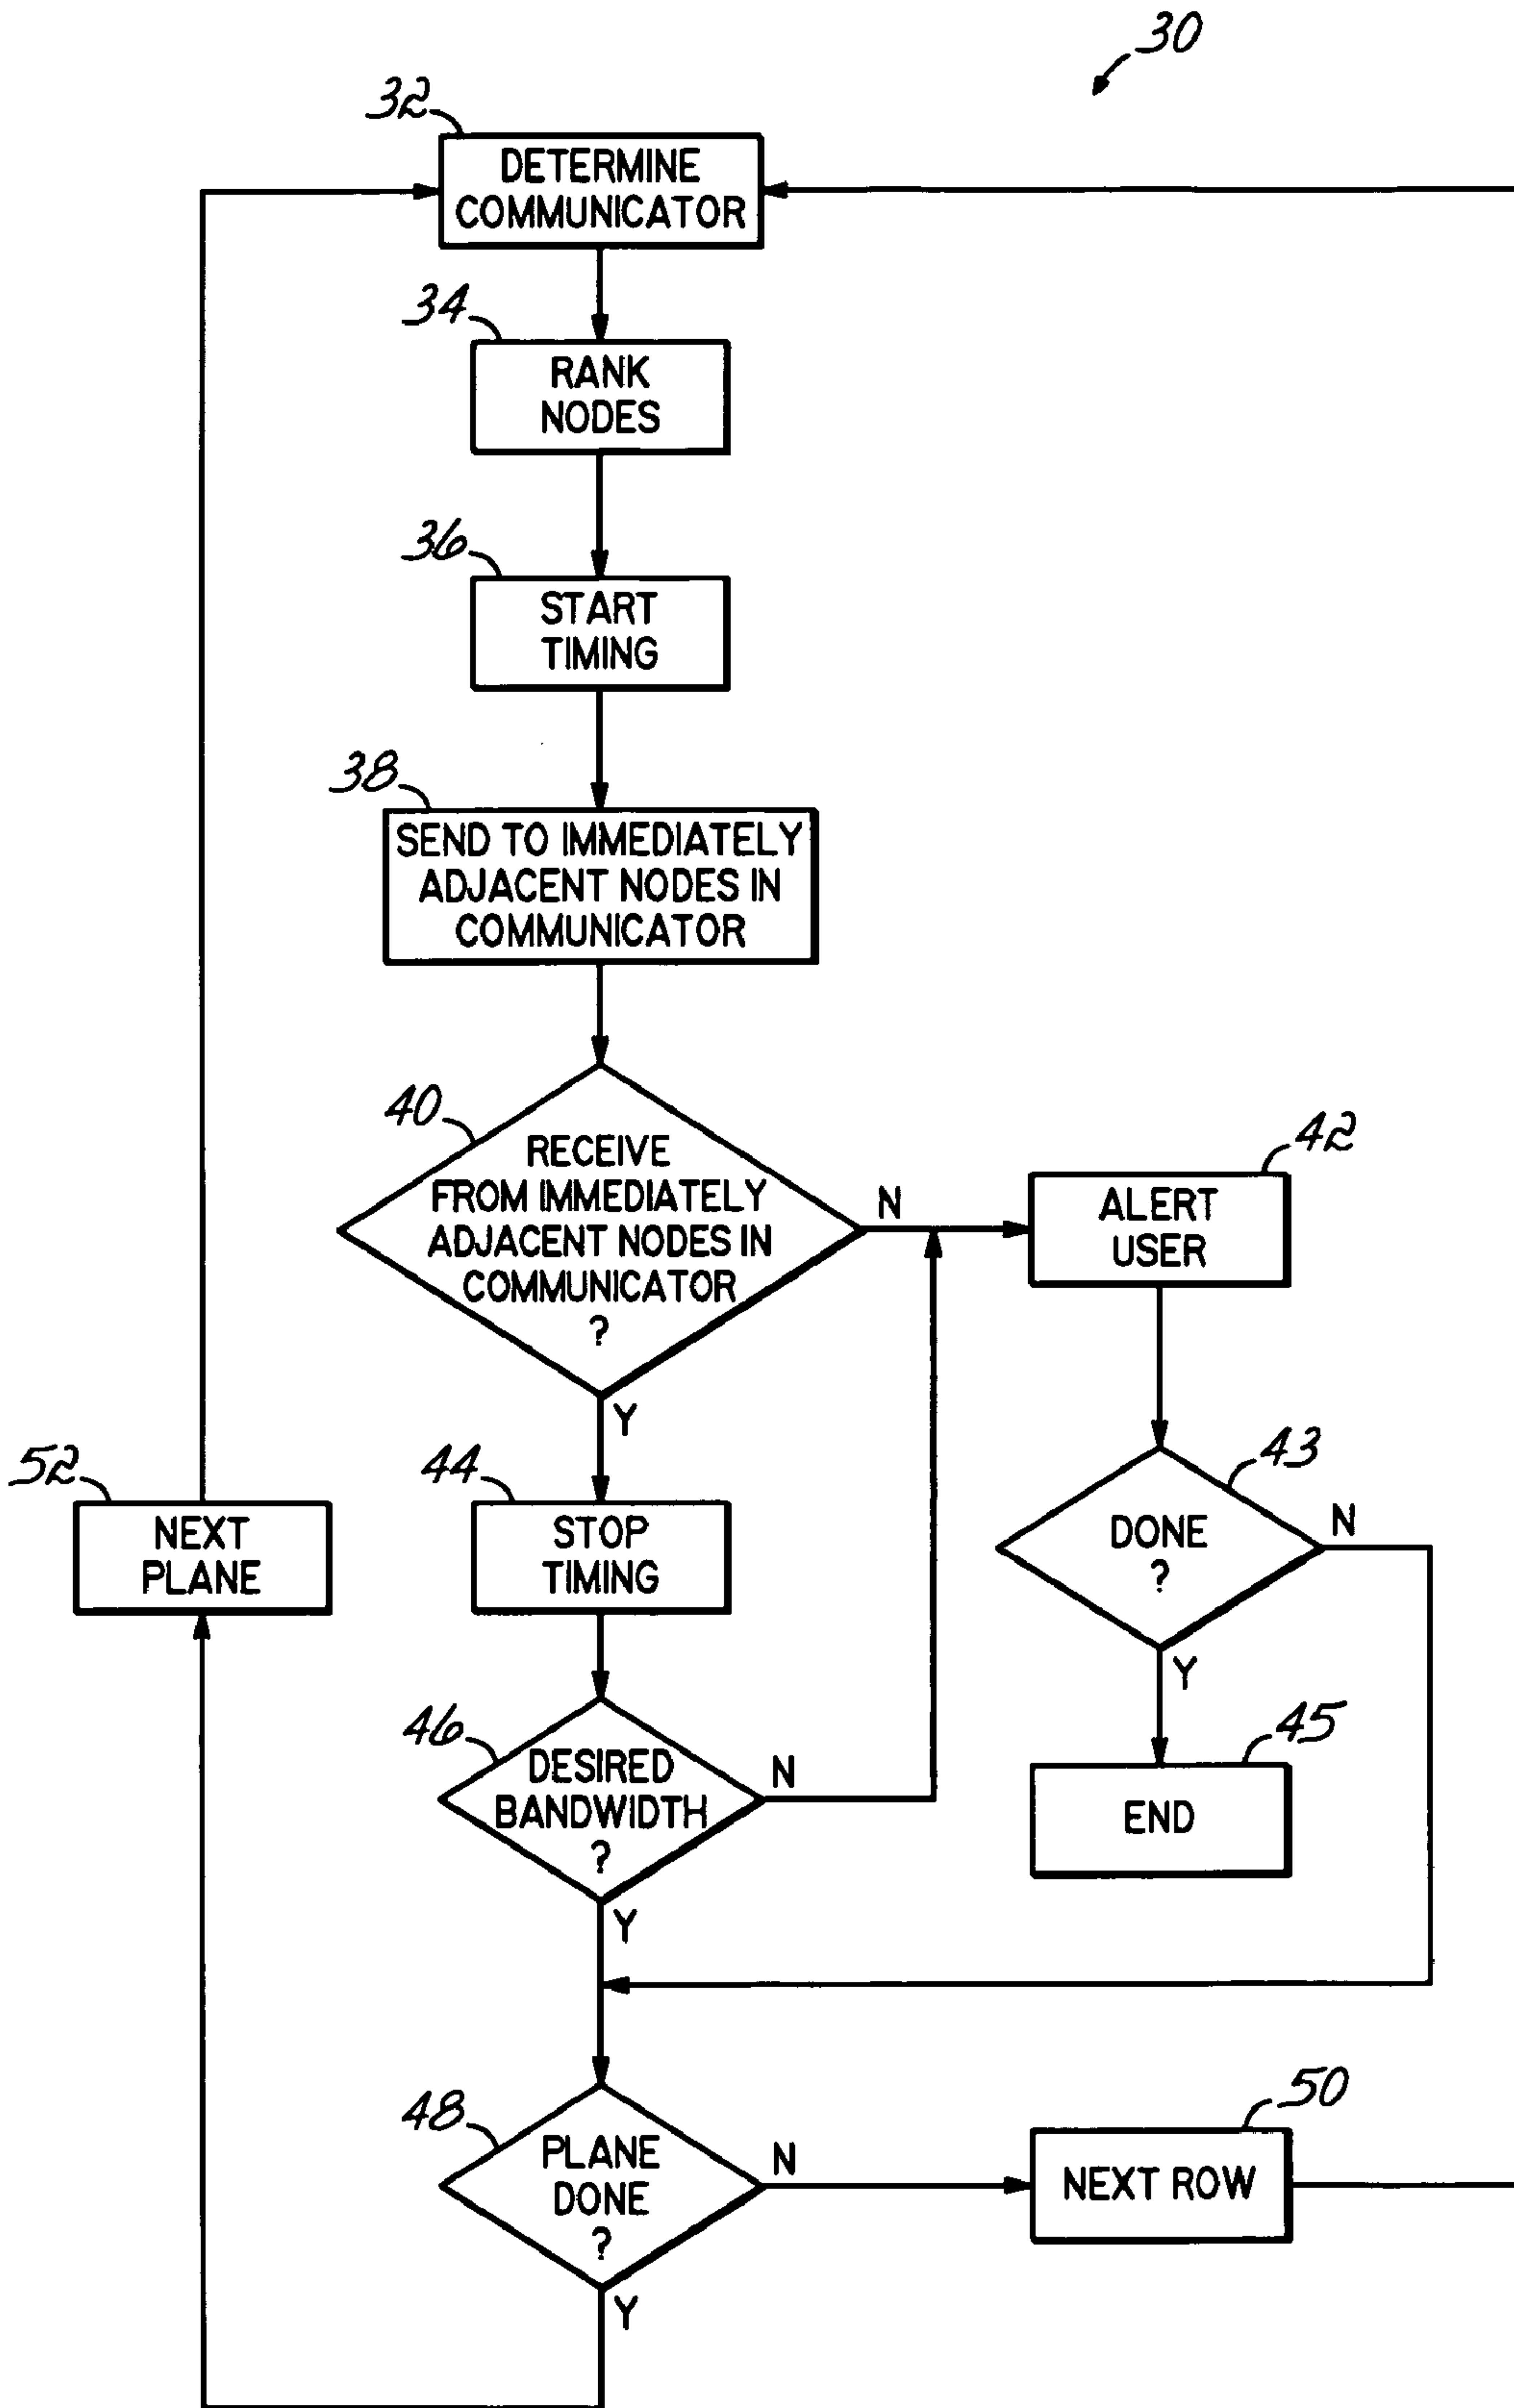 30
32
DETERMINE
COMMUNICATOR
34
RANK
NODES
36
START
TIMING
38
SEND TO IMMEDIATELY
ADJACENT NODES IN
COMMUNICATOR
40
RECEIVE
FROM IMMEDIATELY
ADJACENT NODES IN
COMMUNICATOR
?
N
Y
42
ALERT
USER
43
DONE
?
N
Y
45
END
44
STOP
TIMING
52
NEXT
PLANE
46
DESIRED
BANDWIDTH
?
N
Y
48
PLANE
DONE
?
N
Y
50
NEXT ROW